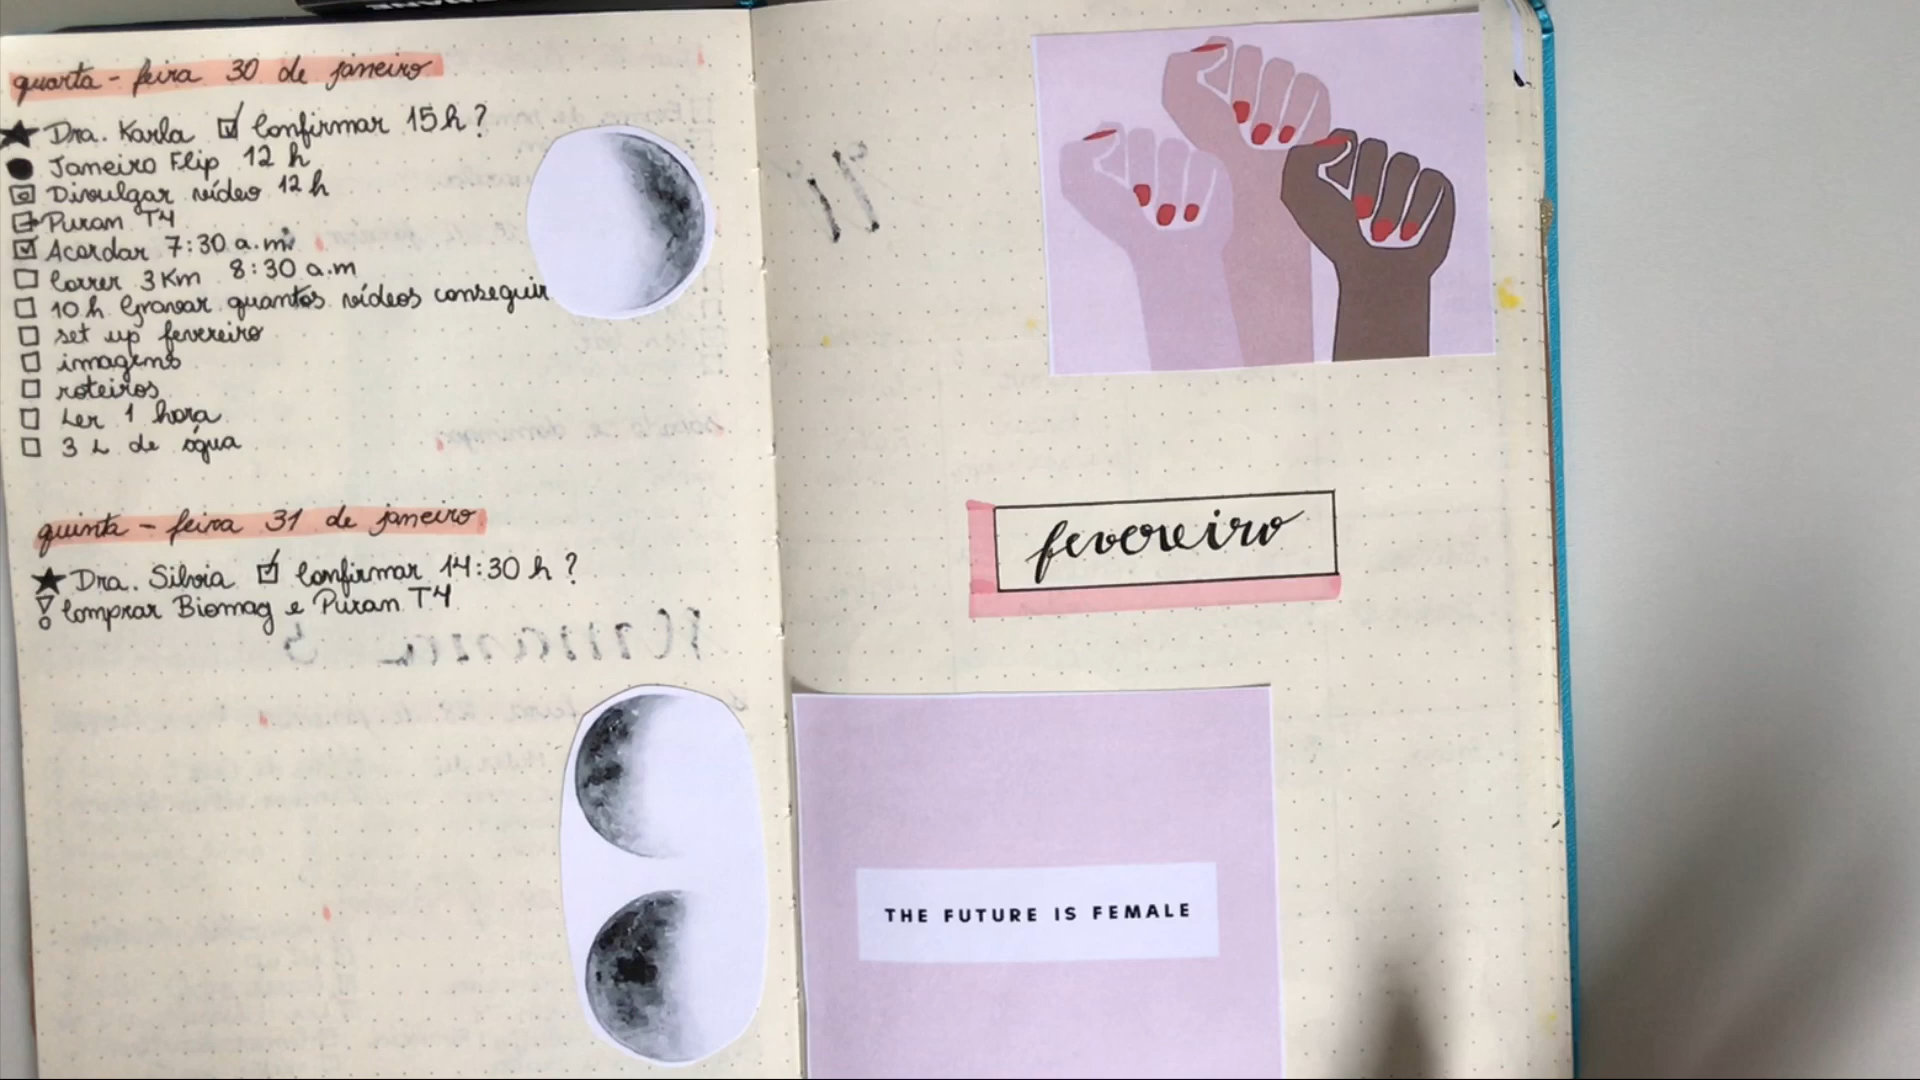 quarta - feira 30 de janeiro
Dra. Karla Confirmar 15h?
Janeiro Flip 12 h
Divulgar vídeo 12h
Puran T4
Acordar 7:30 a.m
Correr 3Km 8:30 a.m
10h Gravar quantos vídeos conseguir
set up fevereiro
imagens
roteiros
Ler 1 hora
3 L de água
quinta - feira 31 de janeiro
Dra. Silvia Confirmar 14:30 h?
Comprar Biomag e Puran T4
fevereiro
THE FUTURE IS FEMALE